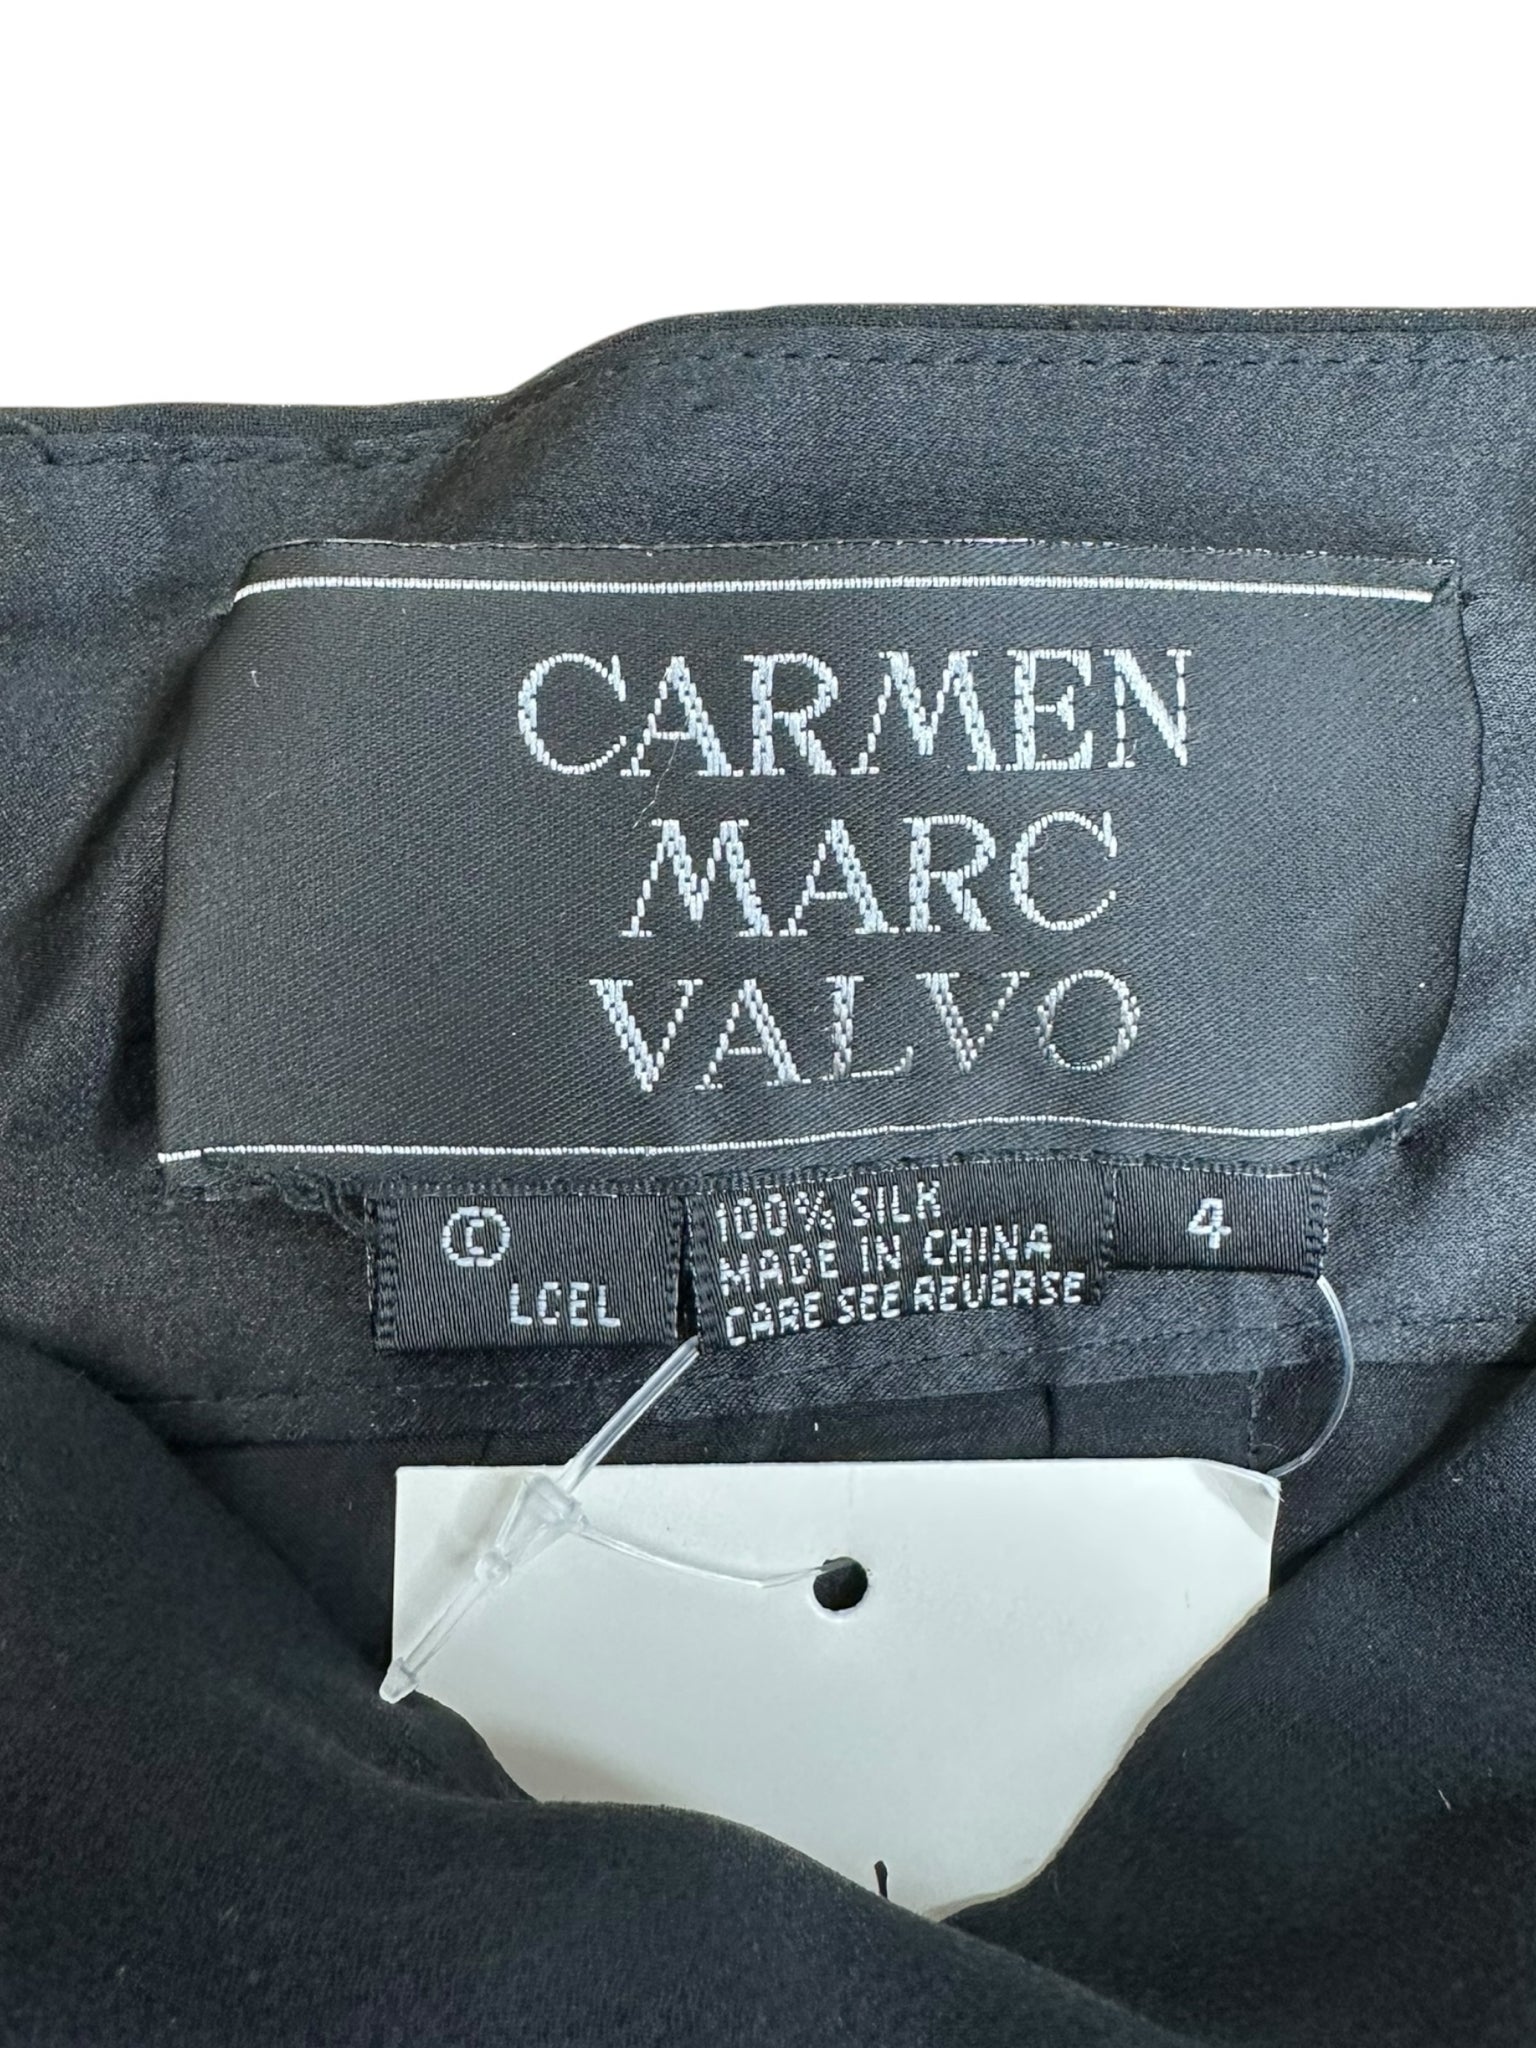 CARMEN
MARC
VALVO
©
LCEL
100% SILK
MADE IN CHINA
CARE SEE REVERSE
4